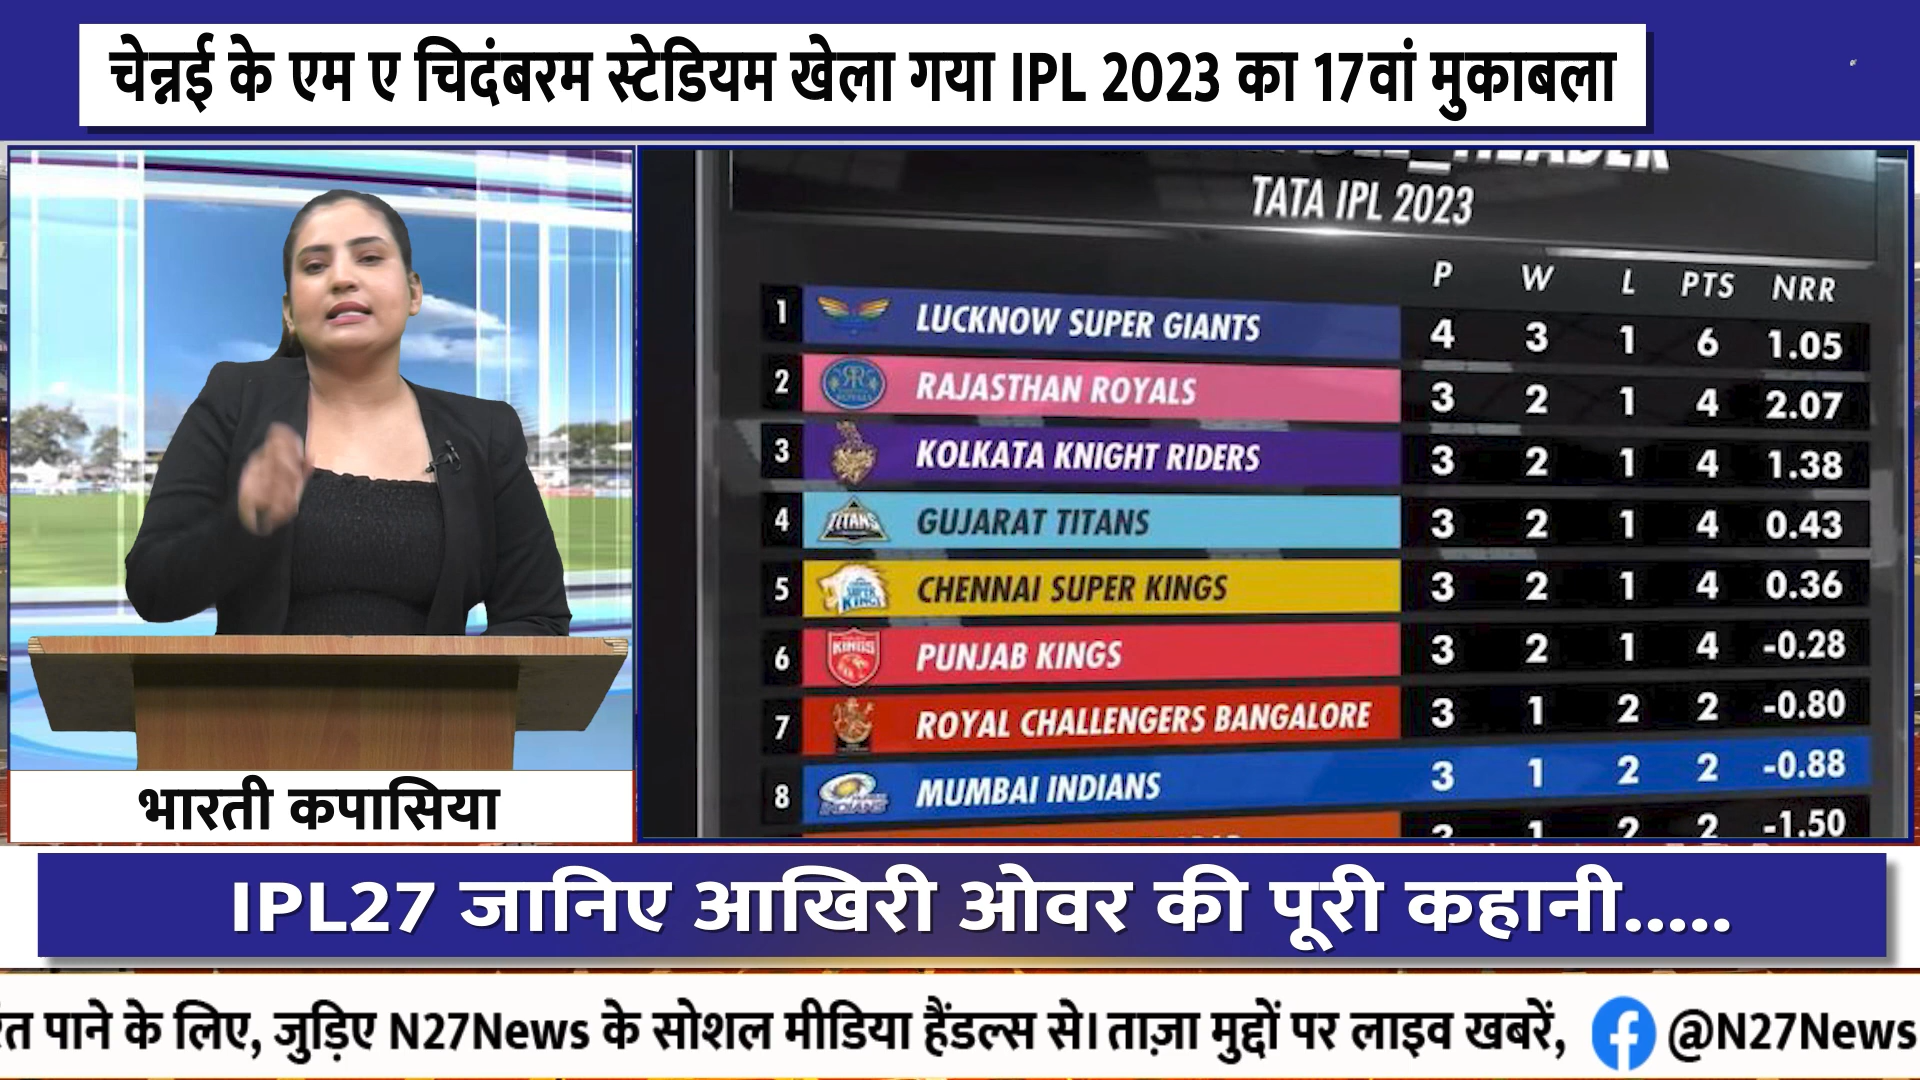 चेन्नई के एम ए चिदंबरम स्टेडियम खेला गया IPL 2023 का 17वां मुकाबला
TATA IPL 2023
P W L PTS NRR
1 LUCKNOW SUPER GIANTS 4 3 1 6 1.05
2 RAJASTHAN ROYALS 3 2 1 4 2.07
3 KOLKATA KNIGHT RIDERS 3 2 1 4 1.38
4 TITANS GUJARAT TITANS 3 2 1 4 0.43
5 CHENNAI SUPER KINGS 3 2 1 4 0.36
6 KINGS PUNJAB KINGS 3 2 1 4 -0.28
7 ROYAL CHALLENGERS BANGALORE 3 1 2 2 -0.80
8 MUMBAI INDIANS 3 1 2 2 -0.88
1 2 2 -1.50
भारती कपासिया
IPL27 जानिए आखिरी ओवर की पूरी कहानी.....
पाने के लिए, जुड़िए N27News के सोशल मीडिया हैंडल्स से। ताज़ा मुद्दों पर लाइव खबरें, @N27News